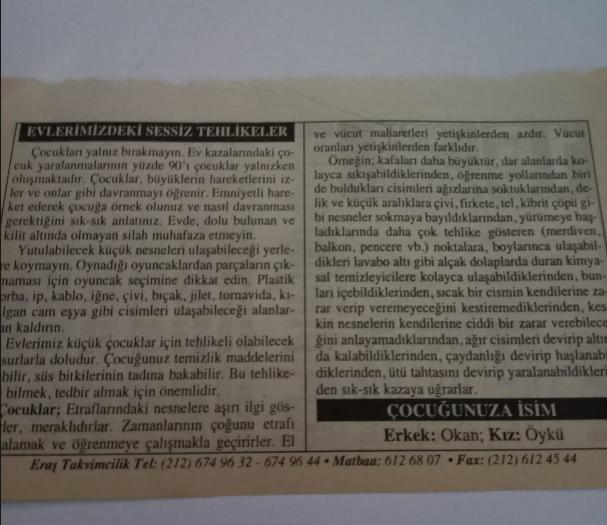 EVLERİMİZDEKİ SESSİZ TEHLİKELER
Çocukları yalnız bırakmayın. Ev kazalarındaki ço-
cuk yaralanmalarının yüzde 90'ı çocuklar yalnızken
oluşmaktadır. Çocuklar, büyüklerin hareketlerini iz-
ler ve onlar gibi davranmayı öğrenir. Emniyetli hare-
ket ederek çocuğa örnek olunuz ve nasıl davranması
gerektiğini sık-sık anlatınız. Evde, dolu bulunan ve
kilit altında olmayan silah muhafaza etmeyin.
Yutulabilecek küçük nesneleri ulaşabileceği yerle-
re koymayın. Oynadığı oyuncaklardan parçaların çık-
maması için oyuncak seçimine dikkat edin. Plastik
orba, ip, kablo, iğne, çivi, bıçak, jilet, tornavida, kı-
lgan cam eşya gibi cisimleri ulaşabileceği alanlar-
an kaldırın.
Evlerimiz küçük çocuklar için tehlikeli olabilecek
surlarla doludur. Çocuğunuz temizlik maddelerini
bilir, süs bitkilerinin tadına bakabilir. Bu tehlike-
bilmek, tedbir almak için önemlidir.
Çocuklar; Etraflarındaki nesnelere aşırı ilgi gös-
ler, meraklıdırlar. Zamanlarının çoğunu etrafı
alamak ve öğrenmeye çalışmakla geçirirler. El
ve vücut maharetleri yetişkinlerden azdır. Vücut
oranları yetişkinlerden farklıdır.
Örneğin; kafaları daha büyüktür, dar alanlarda ko-
layca sıkışabildiklerinden, öğrenme yollarından biri
de buldukları cisimleri ağızlarına soktuklarından, de-
lik ve küçük aralıklara çivi, firkete, tel, kibrit çöpü gi-
bi nesneler sokmaya bayıldıklarından, yürümeye baş-
ladıklarında daha çok tehlike gösteren (merdiven,
balkon, pencere vb.) noktalara, boylarınca ulaşabil-
dikleri lavabo altı gibi alçak dolaplarda duran kimya-
sal temizleyicilere kolayca ulaşabildiklerinden, bun-
ları içebildiklerinden, sıcak bir cismin kendilerine za-
rar verip veremeyeceğini kestiremediklerinden, kes
kin nesnelerin kendilerine ciddi bir zarar verebilece
ğini anlayamadıklarından, ağır cisimleri devirip altın
da kalabildiklerinden, çaydanlığı devirip haşlanabi
diklerinden, ütü tahtasını devirip yaralanabildikleri
den sık-sık kazaya uğrarlar.
ÇOCUĞUNUZA İSİM
Erkek: Okan; Kız: Öykü
Eraş Takvimcilik Tel: (212) 674 96 32 - 674 96 44 • Matbaa: 612 68 07 • Fax: (212) 612 45 44